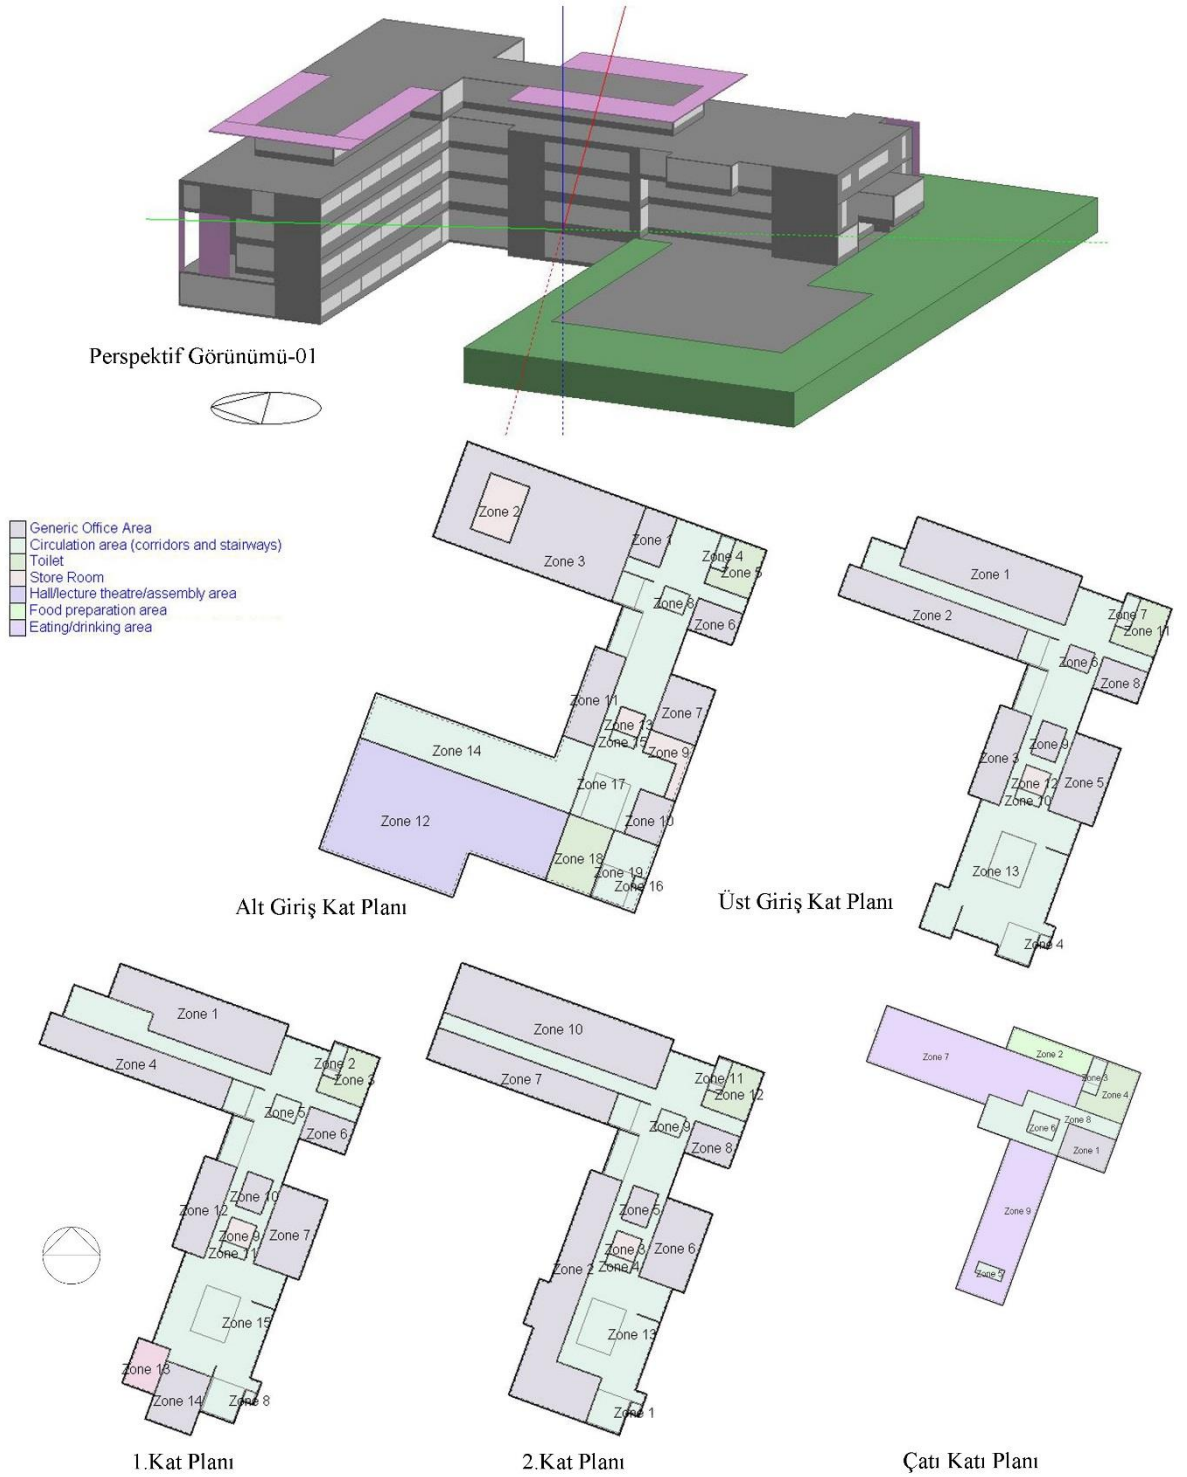 Perspektif Görünümü-01
Generic Office Area
Circulation area (corridors and stairways)
Toilet
Store Room
Hall/lecture theatre/assembly area
Food preparation area
Eating/drinking area
Zone 2
Zone 3
Zone 1
Zone 4
Zone 5
Zone 8
Zone 6
Zone 11
Zone 7
Zone 13
Zone 15
Zone 9
Zone 14
Zone 17
Zone 12
Zone 10
Zone 18
Zone 19
Zone 16
Alt Giriş Kat Planı
Zone 1
Zone 2
Zone 7
Zone 11
Zone 6
Zone 8
Zone 9
Zone 3
Zone 12
Zone 5
Zone 10
Zone 13
Zone 4
Üst Giriş Kat Planı
Zone 1
Zone 4
Zone 2
Zone 3
Zone 5
Zone 6
Zone 10
Zone 12
Zone 9
Zone 7
Zone 11
Zone 15
Zone 13
Zone 14
Zone 8
1.Kat Planı
Zone 10
Zone 7
Zone 11
Zone 12
Zone 9
Zone 8
Zone 5
Zone 3
Zone 6
Zone 2
Zone 4
Zone 13
Zone 1
2.Kat Planı
Zone 7
Zone 2
Zone 3
Zone 4
Zone 8
Zone 6
Zone 1
Zone 9
Zone 5
Çatı Katı Planı